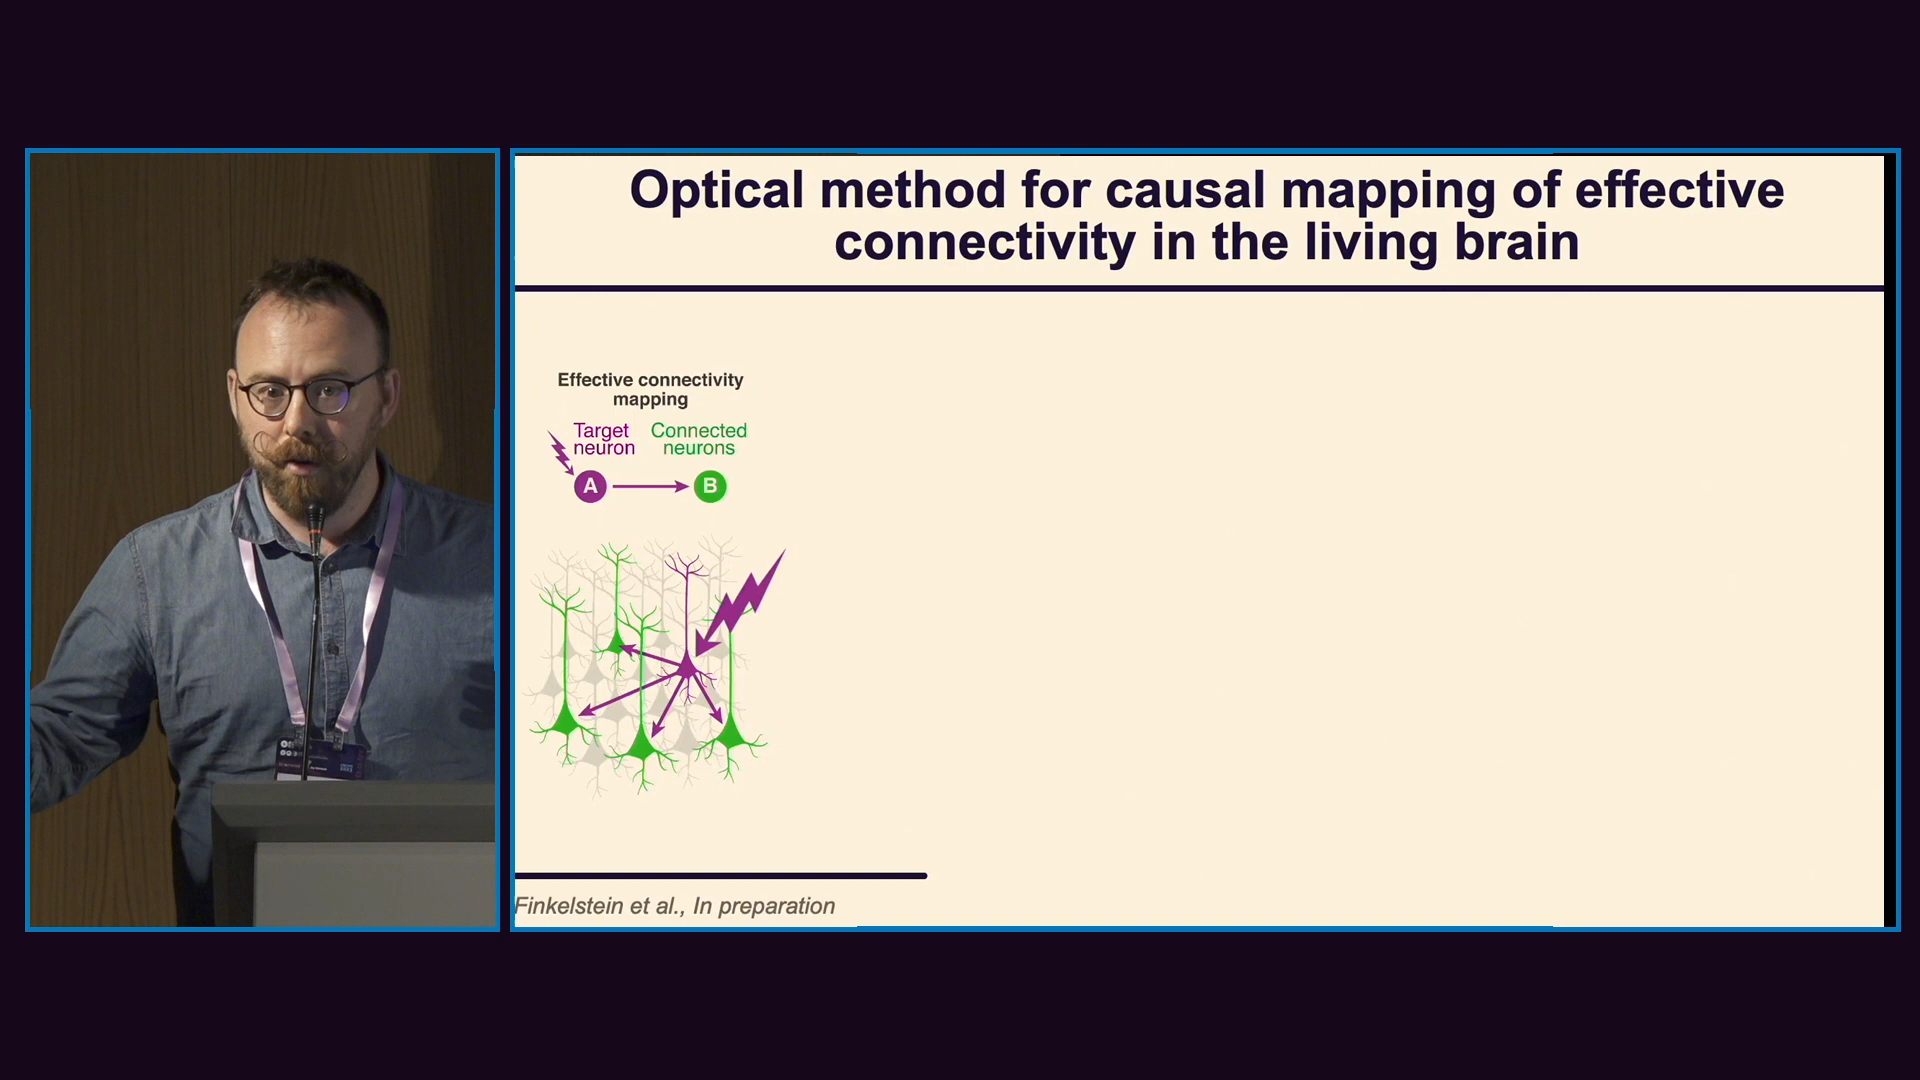 Optical method for causal mapping of effective
connectivity in the living brain
Effective connectivity
mapping
Target
neuron
Connected
neurons
A
B
Finkelstein et al., In preparation